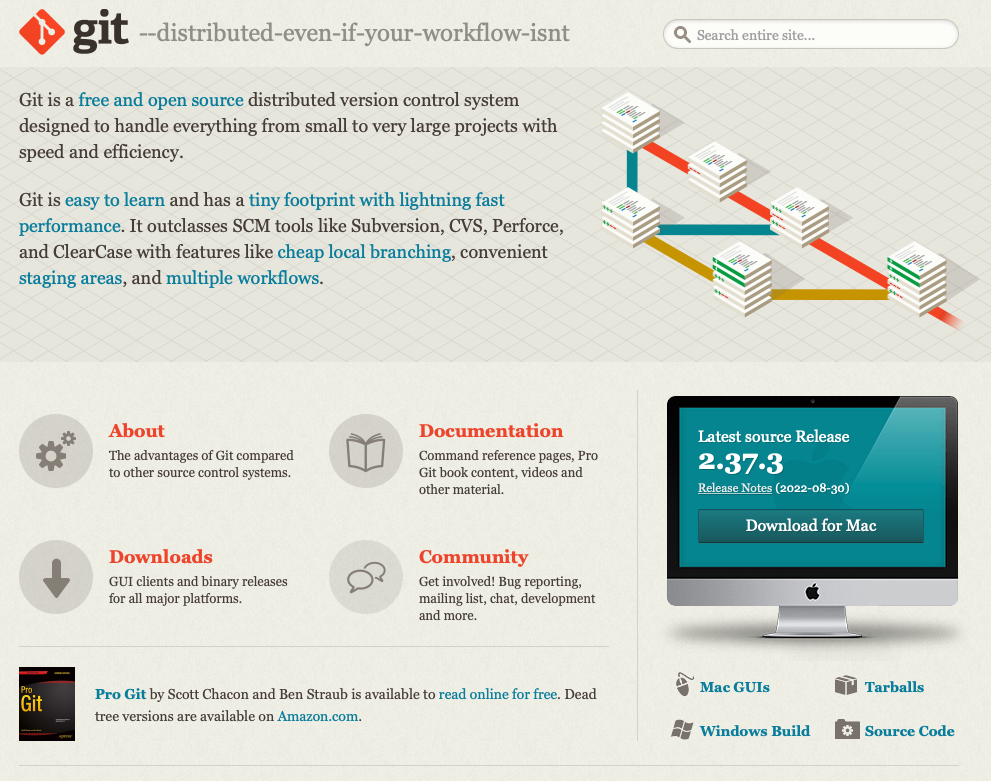 git --distributed-even-if-your-workflow-isnt
Search entire site...
Git is a free and open source distributed version control system
designed to handle everything from small to very large projects with
speed and efficiency.
Git is easy to learn and has a tiny footprint with lightning fast
performance. It outclasses SCM tools like Subversion, CVS, Perforce,
and ClearCase with features like cheap local branching, convenient
staging areas, and multiple workflows.
About
The advantages of Git compared
to other source control systems.
Documentation
Command reference pages, Pro
Git book content, videos and
other material.
Downloads
GUI clients and binary releases
for all major platforms.
Community
Get involved! Bug reporting,
mailing list, chat, development
and more.
Pro
Git
Pro Git by Scott Chacon and Ben Straub is available to read online for free. Dead
tree versions are available on Amazon.com.
Latest source Release
2.37.3
Release Notes (2022-08-30)
Download for Mac
Mac GUIs
Tarballs
Windows Build
Source Code